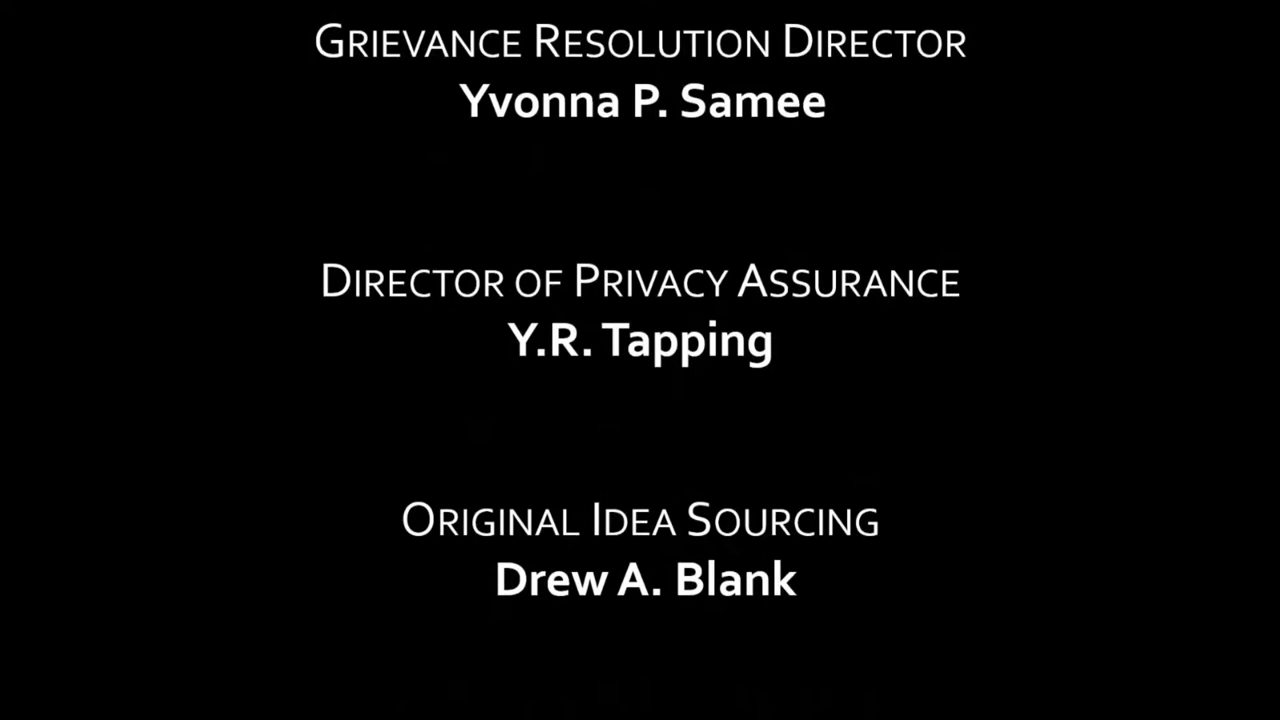 GRIEVANCE RESOLUTION DIRECTOR
Yvonna P. Samee
DIRECTOR OF PRIVACY ASSURANCE
Y.R. Tapping
ORIGINAL IDEA SOURCING
Drew A. Blank